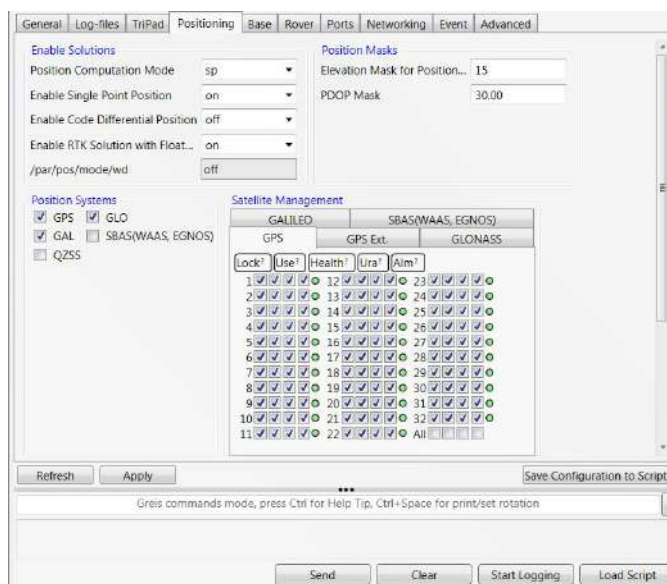 General Log-files TriPad Positioning Base Rover Ports Networking Event Advanced
Enable Solutions
Position Computation Mode sp
Enable Single Point Position on
Enable Code Differential Position off
Enable RTK Solution with Float... on
/par/pos/mode/wd off
Position Masks
Elevation Mask for Position... 15
PDOP Mask 30.00
Position Systems
GPS GLO
GAL SBAS(WAAS, EGNOS)
QZSS
Satellite Management
GALILEO SBAS(WAAS, EGNOS)
GPS GPS Ext. GLONASS
Lock? Use? Health? Ura? Alm?
1 12 23
2 13 24
3 14 25
4 15 26
5 16 27
6 17 28
7 18 29
8 19 30
9 20 31
10 21 32
11 22 All
Refresh Apply Save Configuration to Script
Greis commands mode, press Ctrl for Help Tip, Ctrl+Space for print/set rotation
Send Clear Start Logging Load Script